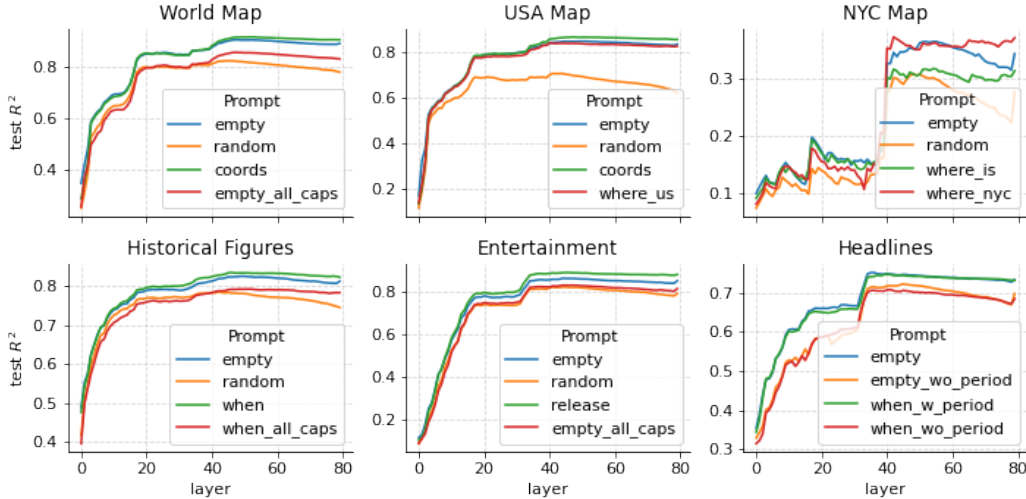 World Map
USA Map
NYC Map
test R²
0.8
0.6
0.4
Prompt
empty
random
coords
empty_all_caps
0.8
0.6
0.4
0.2
Prompt
empty
random
coords
where_us
0.3
0.2
0.1
Prompt
empty
random
where_is
where_nyc
Historical Figures
Entertainment
Headlines
test R²
0.8
0.7
0.6
0.5
0.4
Prompt
empty
random
when
when_all_caps
0 20 40 60 80
layer
0.8
0.6
0.4
0.2
Prompt
empty
random
release
empty_all_caps
0 20 40 60 80
layer
0.7
0.6
0.5
0.4
0.3
Prompt
empty
empty_wo_period
when_w_period
when_wo_period
0 20 40 60 80
layer